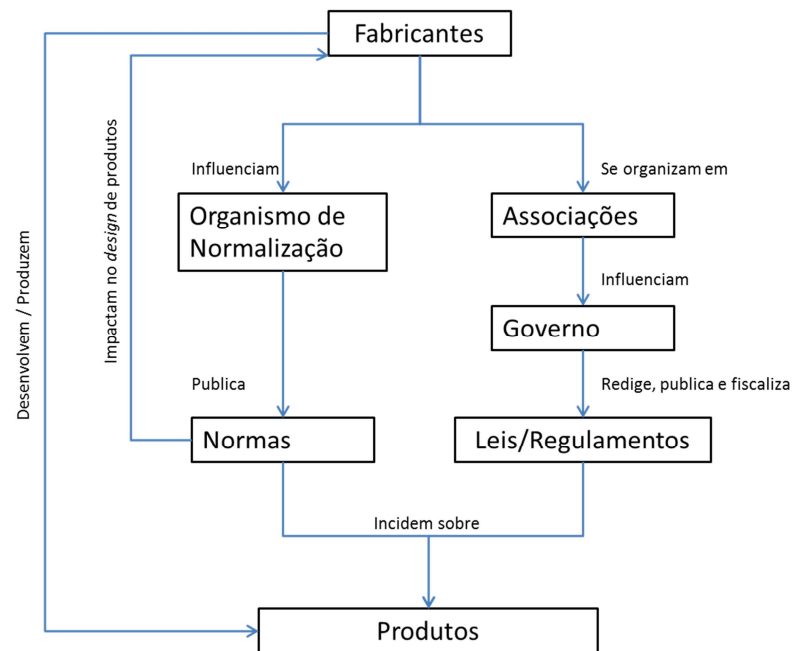 Fabricantes
Influenciam
Se organizam em
Organismo de
Normalização
Associações
Influenciam
Governo
Publica
Redige, publica e fiscaliza
Normas
Leis/Regulamentos
Incidem sobre
Produtos
Desenvolvem / Produzem
Impactam no design de produtos